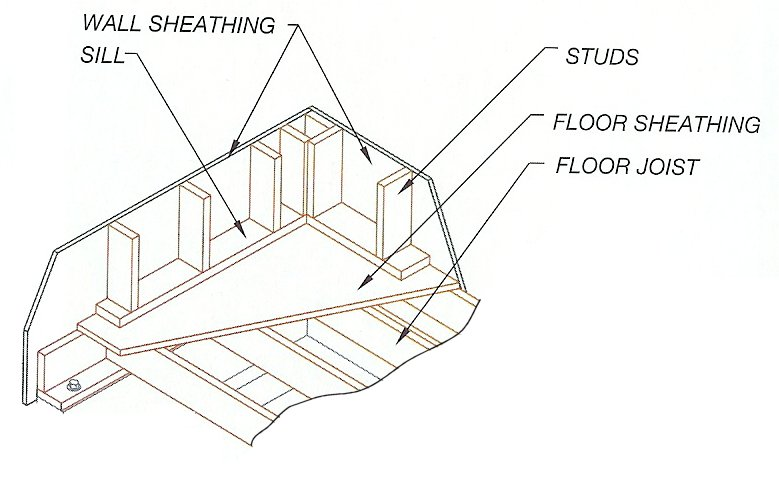 WALL SHEATHING
SILL
STUDS
FLOOR SHEATHING
FLOOR JOIST